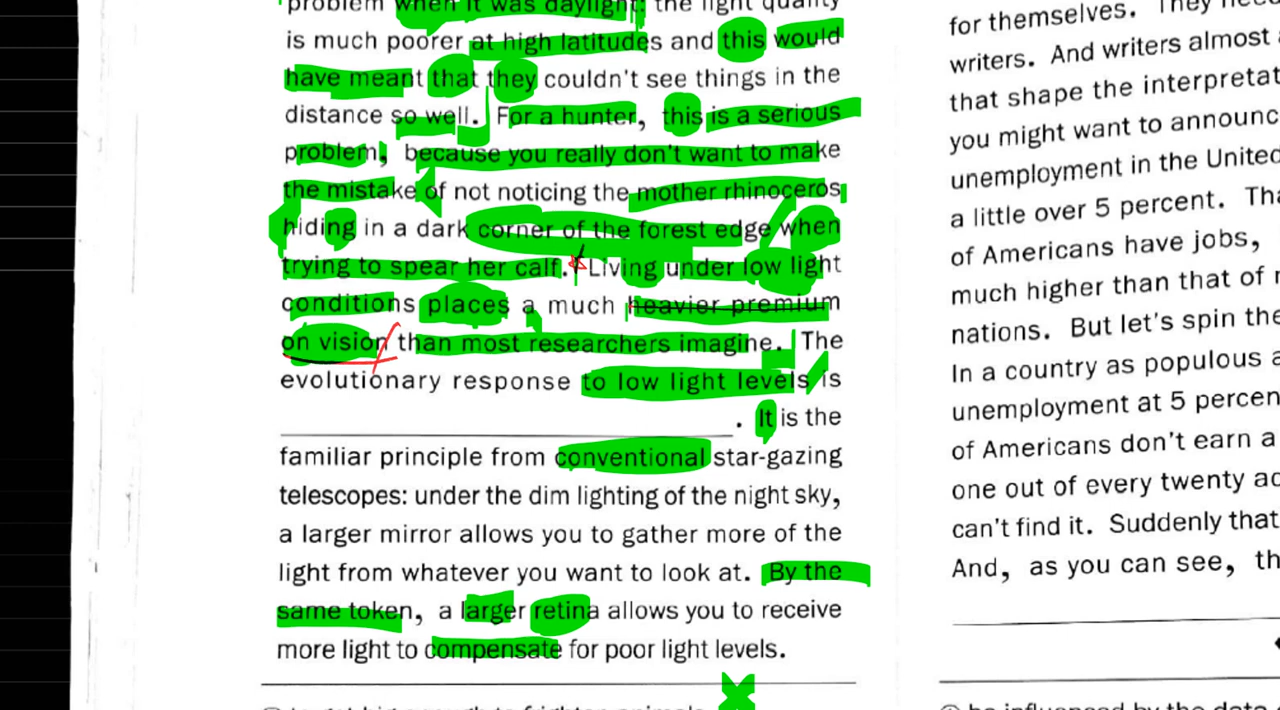 problem when it was daylight: the light quality
is much poorer at high latitudes and this would
have meant that they couldn't see things in the
distance so well. For a hunter, this is a serious
problem, because you really don't want to make
the mistake of not noticing the mother rhinoceros
hiding in a dark corner of the forest edge when
trying to spear her calf. Living under low light
conditions places a much heavier premium
on vision than most researchers imagine. The
evolutionary response to low light levels is
. It is the
familiar principle from conventional star-gazing
telescopes: under the dim lighting of the night sky,
a larger mirror allows you to gather more of the
light from whatever you want to look at. By the
same token, a larger retina allows you to receive
more light to compensate for poor light levels.
for themselves. They
writers. And writers almost
that shape the
you might want to
unemployment in the United
a little over 5 percent.
of Americans have jobs,
much higher than that of
nations. But let's spin the
In a country as populous
unemployment at 5
of Americans don't earn a
one out of every twenty
can't find it. Suddenly that
And, as you can see,
be influenced by the data